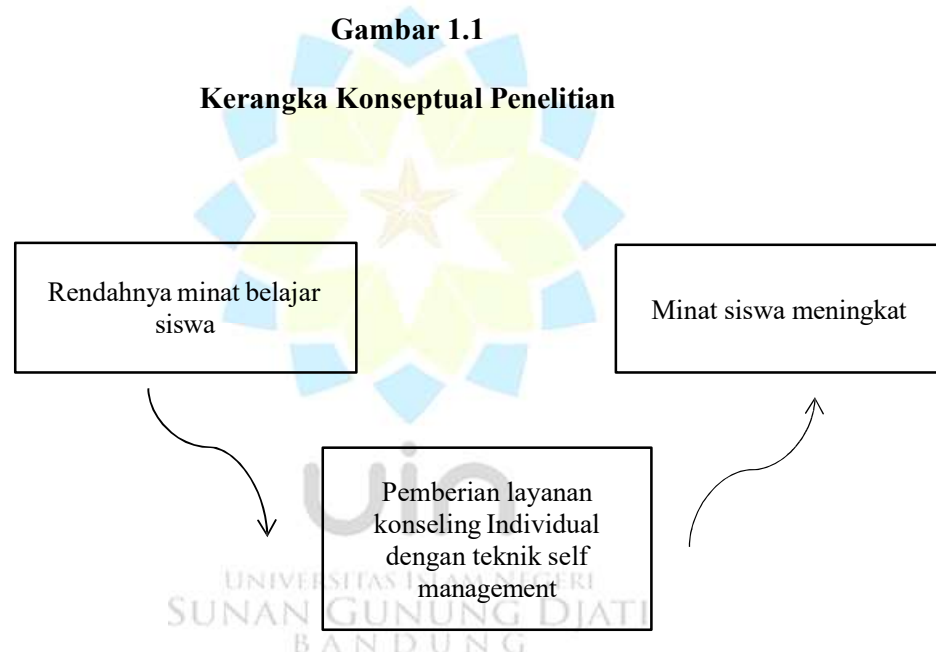 Gambar 1.1
Kerangka Konseptual Penelitian
Rendahnya minat belajar
siswa
Minat siswa meningkat
Pemberian layanan
konseling Individual
dengan teknik self
management
uin
UNIVERSITAS ISLAM NEGERI
SUNAN GUNUNG DJATI
BANDUNG